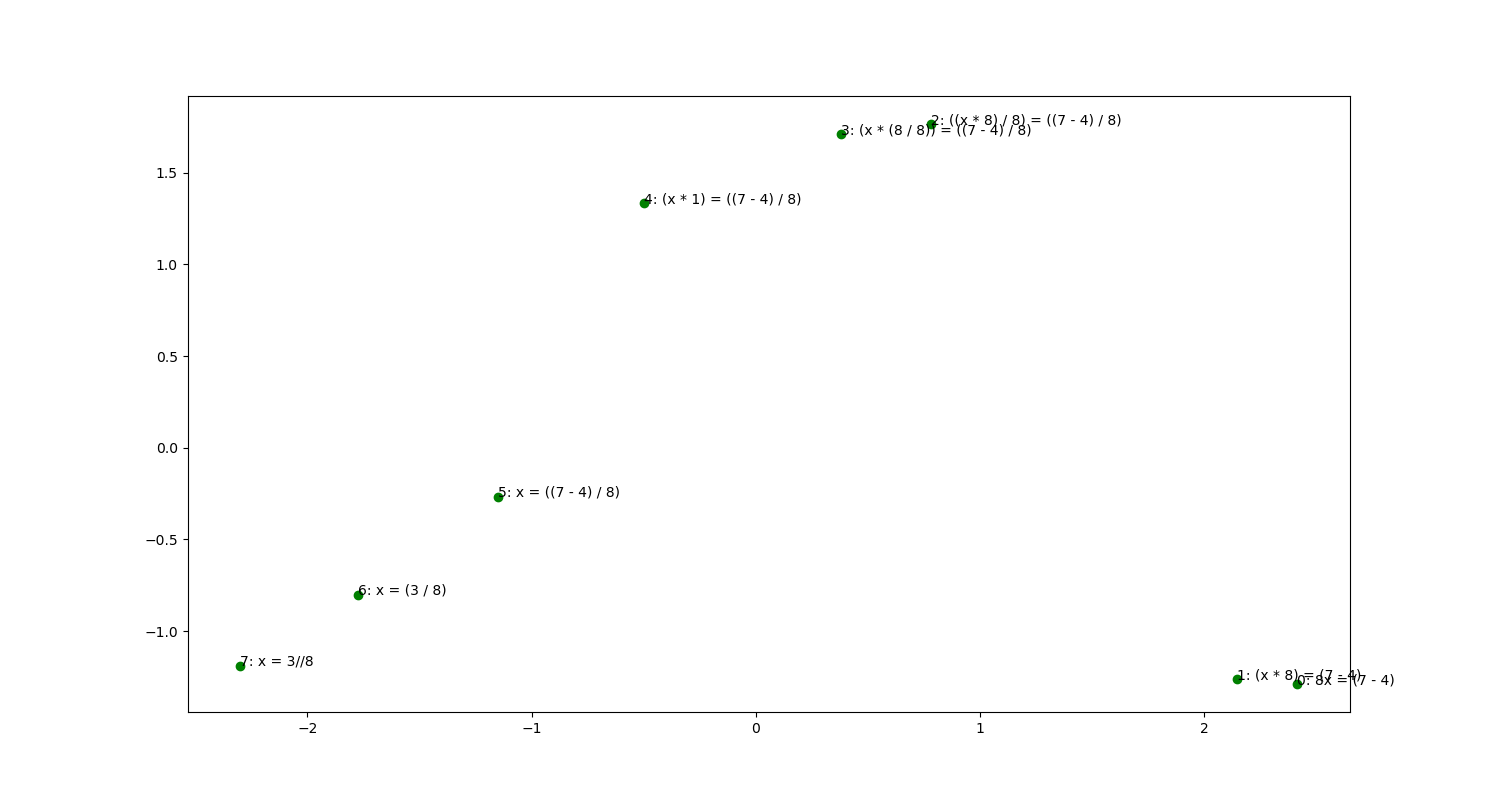 2: ((x * 8) / 8) = ((7 - 4) / 8)
3: (x * (8 / 8)) = ((7 - 4) / 8)
1.5
4: (x * 1) = ((7 - 4) / 8)
1.0
0.5
0.0
5: x = ((7 - 4) / 8)
−0.5
6: x = (3 / 8)
−1.0
7: x = 3//8
1: (x * 8) = (7 - 4)
0: 8x = (7 - 4)
−2 −1 0 1 2